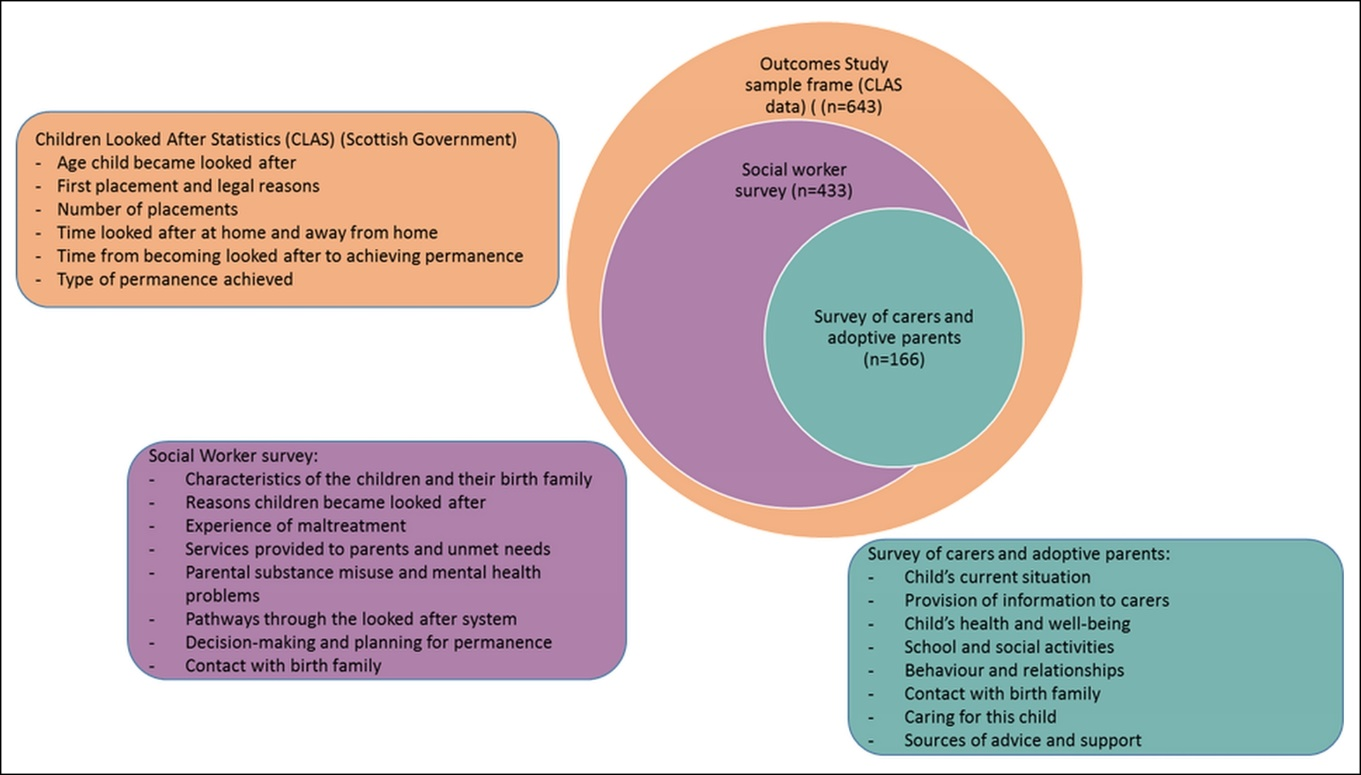 Outcomes Study
sample frame (CLAS
data) ( (n=643)
Children Looked After Statistics (CLAS) (Scottish Government)
- Age child became looked after
- First placement and legal reasons
- Number of placements
- Time looked after at home and away from home
- Time from becoming looked after to achieving permanence
- Type of permanence achieved
Social worker
survey (n=433)
Survey of carers and
adoptive parents
(n=166)
Social Worker survey:
- Characteristics of the children and their birth family
- Reasons children became looked after
- Experience of maltreatment
- Services provided to parents and unmet needs
- Parental substance misuse and mental health
problems
- Pathways through the looked after system
- Decision-making and planning for permanence
- Contact with birth family
Survey of carers and adoptive parents:
- Child's current situation
- Provision of information to carers
- Child's health and well-being
- School and social activities
- Behaviour and relationships
- Contact with birth family
- Caring for this child
- Sources of advice and support